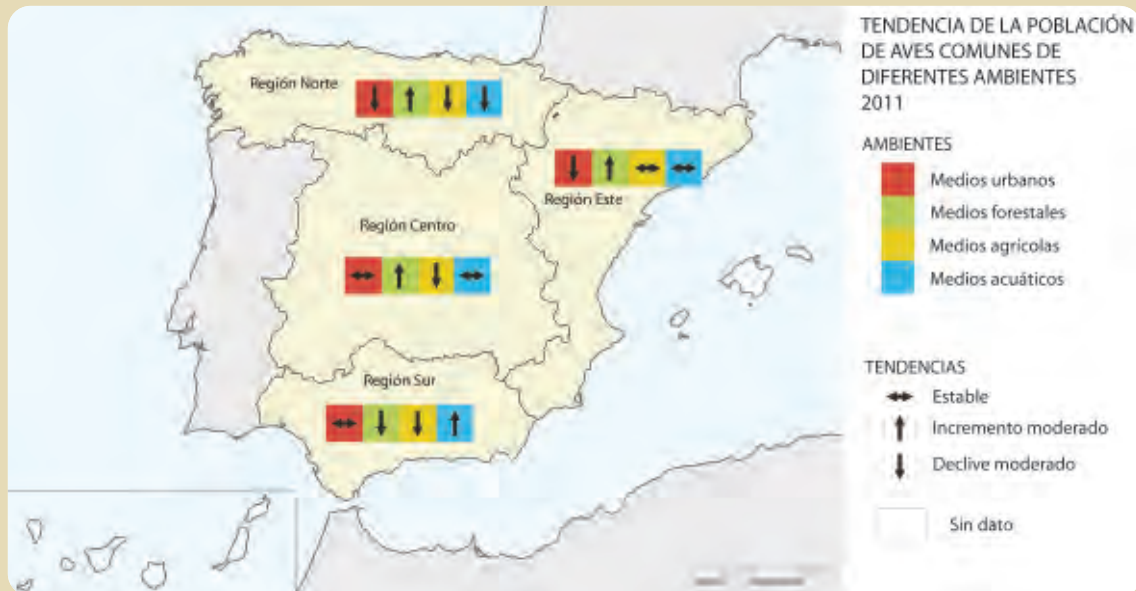 TENDENCIA DE LA POBLACIÓN
DE AVES COMUNES DE
DIFERENTES AMBIENTES
2011
AMBIENTES
Medios urbanos
Medios forestales
Medios agrícolas
Medios acuáticos
TENDENCIAS
Estable
Incremento moderado
Declive moderado
Sin dato
Región Norte
Región Este
Región Centro
Región Sur